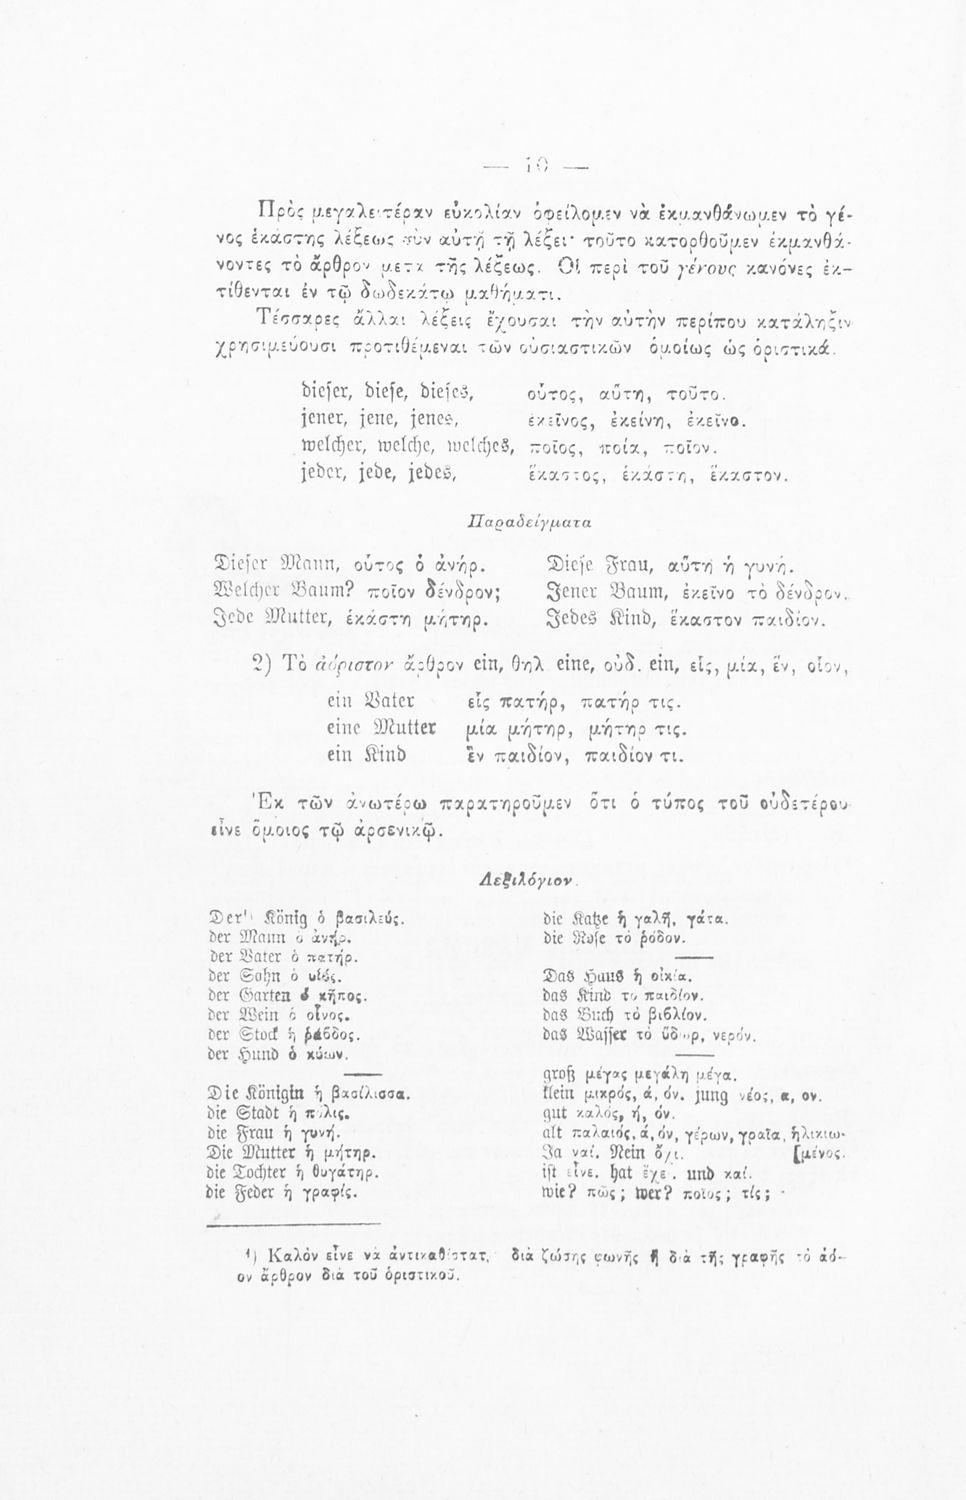 — 10 —
Πρὸς μεγαλειτέραν εὐκολίαν ὀφείλομεν νὰ ἐκμανθάνωμεν τὸ γέ-
νος ἑκάστης λέξεως σὺν αὐτῇ τῇ λέξει· τοῦτο κατορθοῦμεν ἐκμανθά-
νοντες τὸ ἄρθρον μετὰ τῆς λέξεως. Οἱ περὶ τοῦ γένους κανόνες ἐκ-
τίθενται ἐν τῷ δωδεκάτῳ μαθήματι.
Τέσσαρες ἄλλαι λέξεις ἔχουσαι τὴν αὐτὴν περίπου κατάληξιν
χρησιμεύουσι προτιθέμεναι τῶν οὐσιαστικῶν ὁμοίως ὡς ὁριστικά.
dieser, diese, dieses, οὗτος, αὕτη, τοῦτο.
jener, jene, jenes, ἐκεῖνος, ἐκείνη, ἐκεῖνο.
welcher, welche, welches, ποῖος, ποία, ποῖον.
jeder, jede, jedes, ἕκαστος, ἑκάστη, ἕκαστον.
Παραδείγματα
Dieser Mann, οὗτος ὁ ἀνήρ. Diese Frau, αὕτη ἡ γυνή.
Welcher Baum? ποῖον δένδρον; Jener Baum, ἐκεῖνο τὸ δένδρον.
Jede Mutter, ἑκάστη μήτηρ. Jedes Kind, ἕκαστον παιδίον.
2) Τὸ ἀόριστον ἄρθρον ein, θηλ eine, οὐδ. ein, εἷς, μία, ἕν, οἷον,
ein Vater εἷς πατήρ, πατήρ τις.
eine Mutter μία μήτηρ, μήτηρ τις.
ein Kind ἓν παιδίον, παιδίον τι.
Ἐκ τῶν ἀνωτέρω παρατηροῦμεν ὅτι ὁ τύπος τοῦ οὐδετέρου
εἶνε ὅμοιος τῷ ἀρσενικῷ.
Λεξιλόγιον.
Der¹) König ὁ βασιλεύς.
der Mann ὁ ἀνήρ.
der Vater ὁ πατήρ.
der Sohn ὁ υἱός.
der Garten ὁ κῆπος.
der Wein ὁ οἶνος.
der Stock ἡ ῥάβδος.
der Hund ὁ κύων.
Die Königin ἡ βασίλισσα.
die Stadt ἡ πόλις.
die Frau ἡ γυνή.
Die Mutter ἡ μήτηρ.
die Tochter ἡ θυγάτηρ.
die Feder ἡ γραφίς.
die Katze ἡ γαλῆ, γάτα.
die Rose τὸ ῥόδον.
Das Haus ἡ οἰκία.
das Kind τὸ παιδίον.
das Buch τὸ βιβλίον.
das Wasser τὸ ὕδωρ, νερόν.
groß μέγας μεγάλη μέγα.
klein μικρός, ά, όν. jung νέος, α, ον.
gut καλός, ή, όν.
alt παλαιός, ά, όν, γέρων, γραῖα, ἡλικιω-
Ja ναί. Nein ὄχι. [μένος.
ist εἶνε. hat ἔχει. und καί.
wie? πῶς; wer? ποῖος; τίς;
¹) Καλὸν εἶνε νὰ ἀντικαθίστατ. διὰ ζώσης φωνῆς ἢ διὰ τῆς γραφῆς τὸ ἀό-
ον ἄρθρον διὰ τοῦ ὁριστικοῦ.